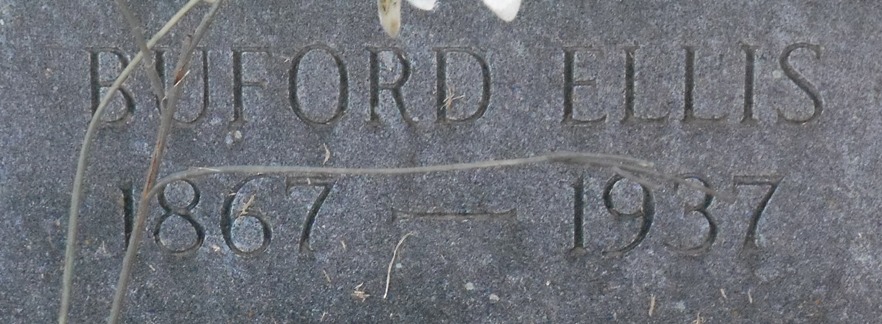 BUFORD ELLIS
1867 — 1937